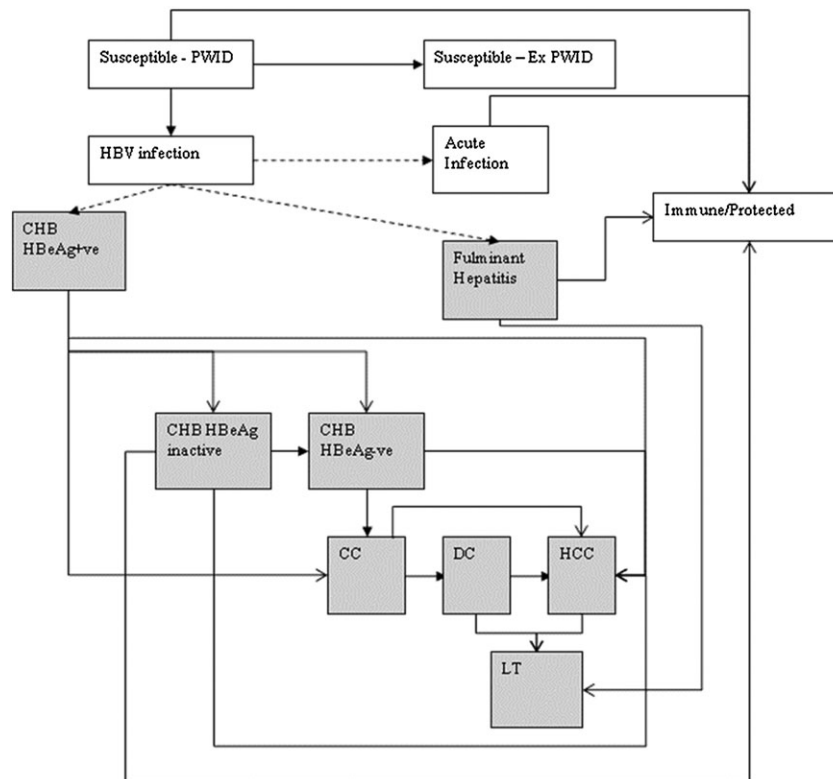 Susceptible - PWID
Susceptible – Ex PWID
HBV infection
Acute
Infection
Immune/Protected
CHB
HBeAg+ve
Fulminant
Hepatitis
CHB HBeAg
inactive
CHB
HBeAg-ve
CC
DC
HCC
LT